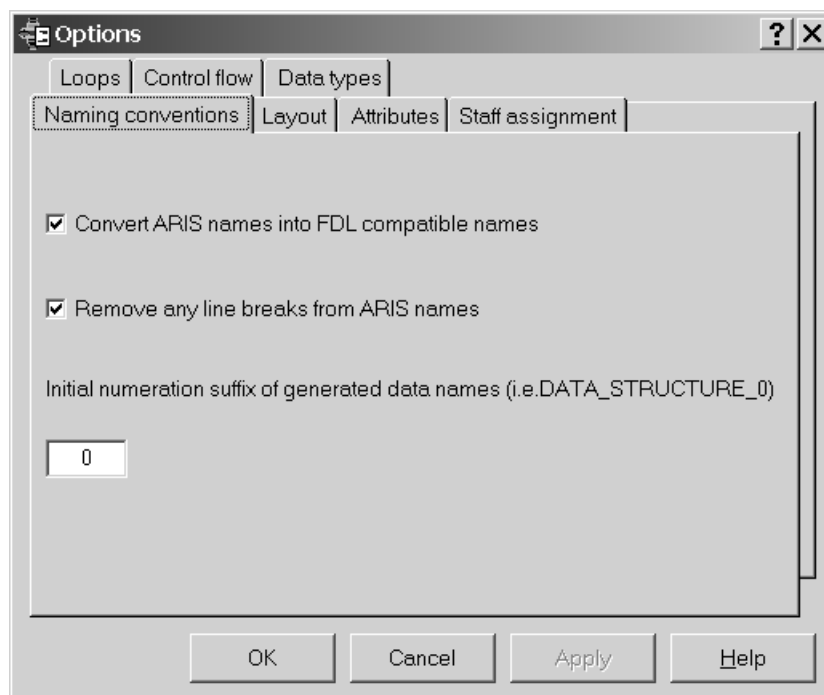 Options
Loops Control flow Data types
Naming conventions Layout Attributes Staff assignment
Convert ARIS names into FDL compatible names
Remove any line breaks from ARIS names
Initial numeration suffix of generated data names (i.e.DATA_STRUCTURE_0)
0
OK Cancel Apply Help